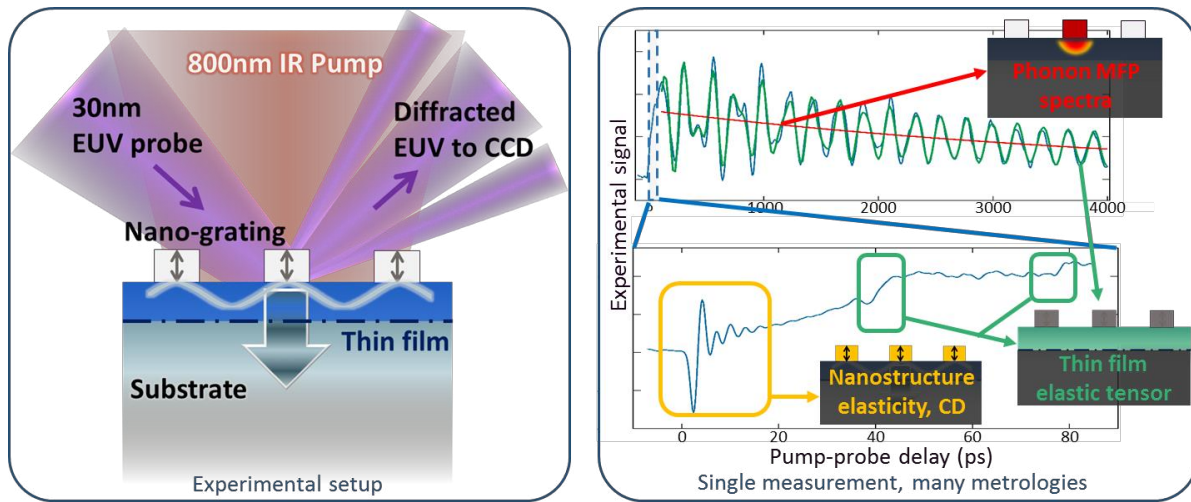 800nm IR Pump
30nm
EUV probe
Diffracted
EUV to CCD
Nano-grating
Thin film
Substrate
Experimental setup
Experimental signal
Phonon MFP
spectra
0
1000
2000
3000
4000
Nanostructure
elasticity, CD
Thin film
elastic tensor
0
20
40
60
80
Pump-probe delay (ps)
Single measurement, many metrologies